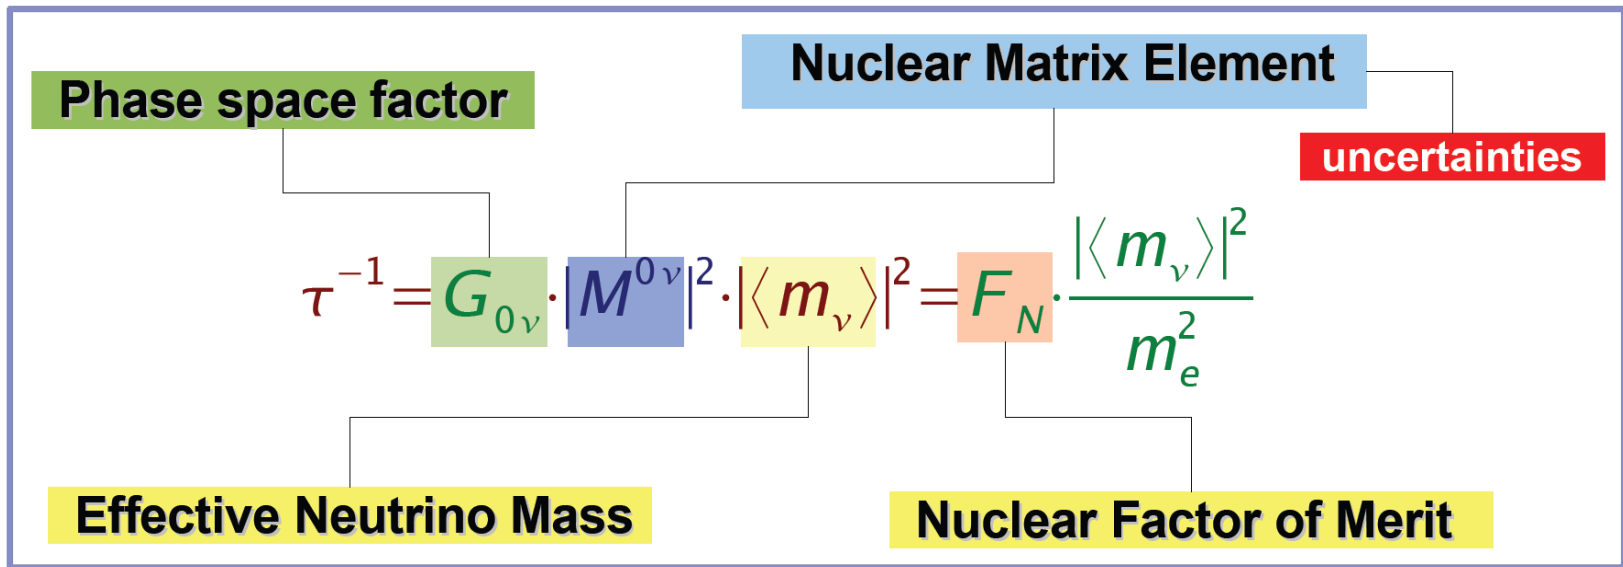 Phase space factor
Nuclear Matrix Element
uncertainties
τ⁻¹=G₀ᵥ·|M⁰ᵛ|²·|⟨mᵥ⟩|²=F_N·|⟨mᵥ⟩|²/mₑ²
Effective Neutrino Mass
Nuclear Factor of Merit